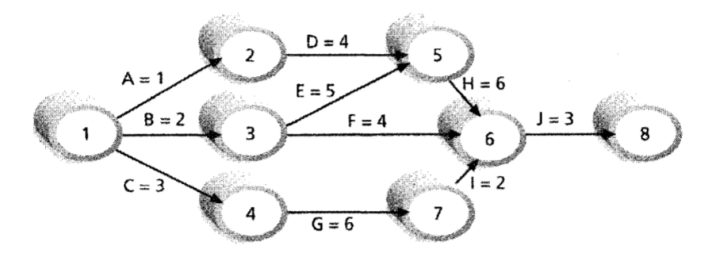 D = 4
2
5
A = 1
E = 5
H = 6
B = 2
F = 4
J = 3
1
3
6
8
C = 3
I = 2
4
7
G = 6